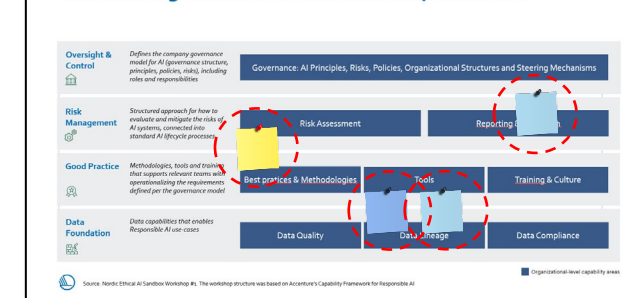 Oversight &
Control
Defines the company governance
model for AI (governance structure,
principles, policies, risks), including
roles and responsibilities
Governance: AI Principles, Risks, Policies, Organizational Structures and Steering Mechanisms
Risk
Management
Structured approach for how to
evaluate and mitigate the risks of
AI systems, connected into
standard AI lifecycle processes
Risk Assessment
Reporting
Good Practice
Methodologies, tools and training
that supports relevant teams with
operationalizing the requirements
defined per the governance model
Best pratices & Methodologies
Tools
Training & Culture
Data
Foundation
Data capabilities that enables
Responsible AI use-cases
Data Quality
Data Lineage
Data Compliance
Organizational-level capability areas
Source: Nordic Ethical AI Sandbox Workshop #1. The workshop structure was based on Accenture's Capability Framework for Responsible AI